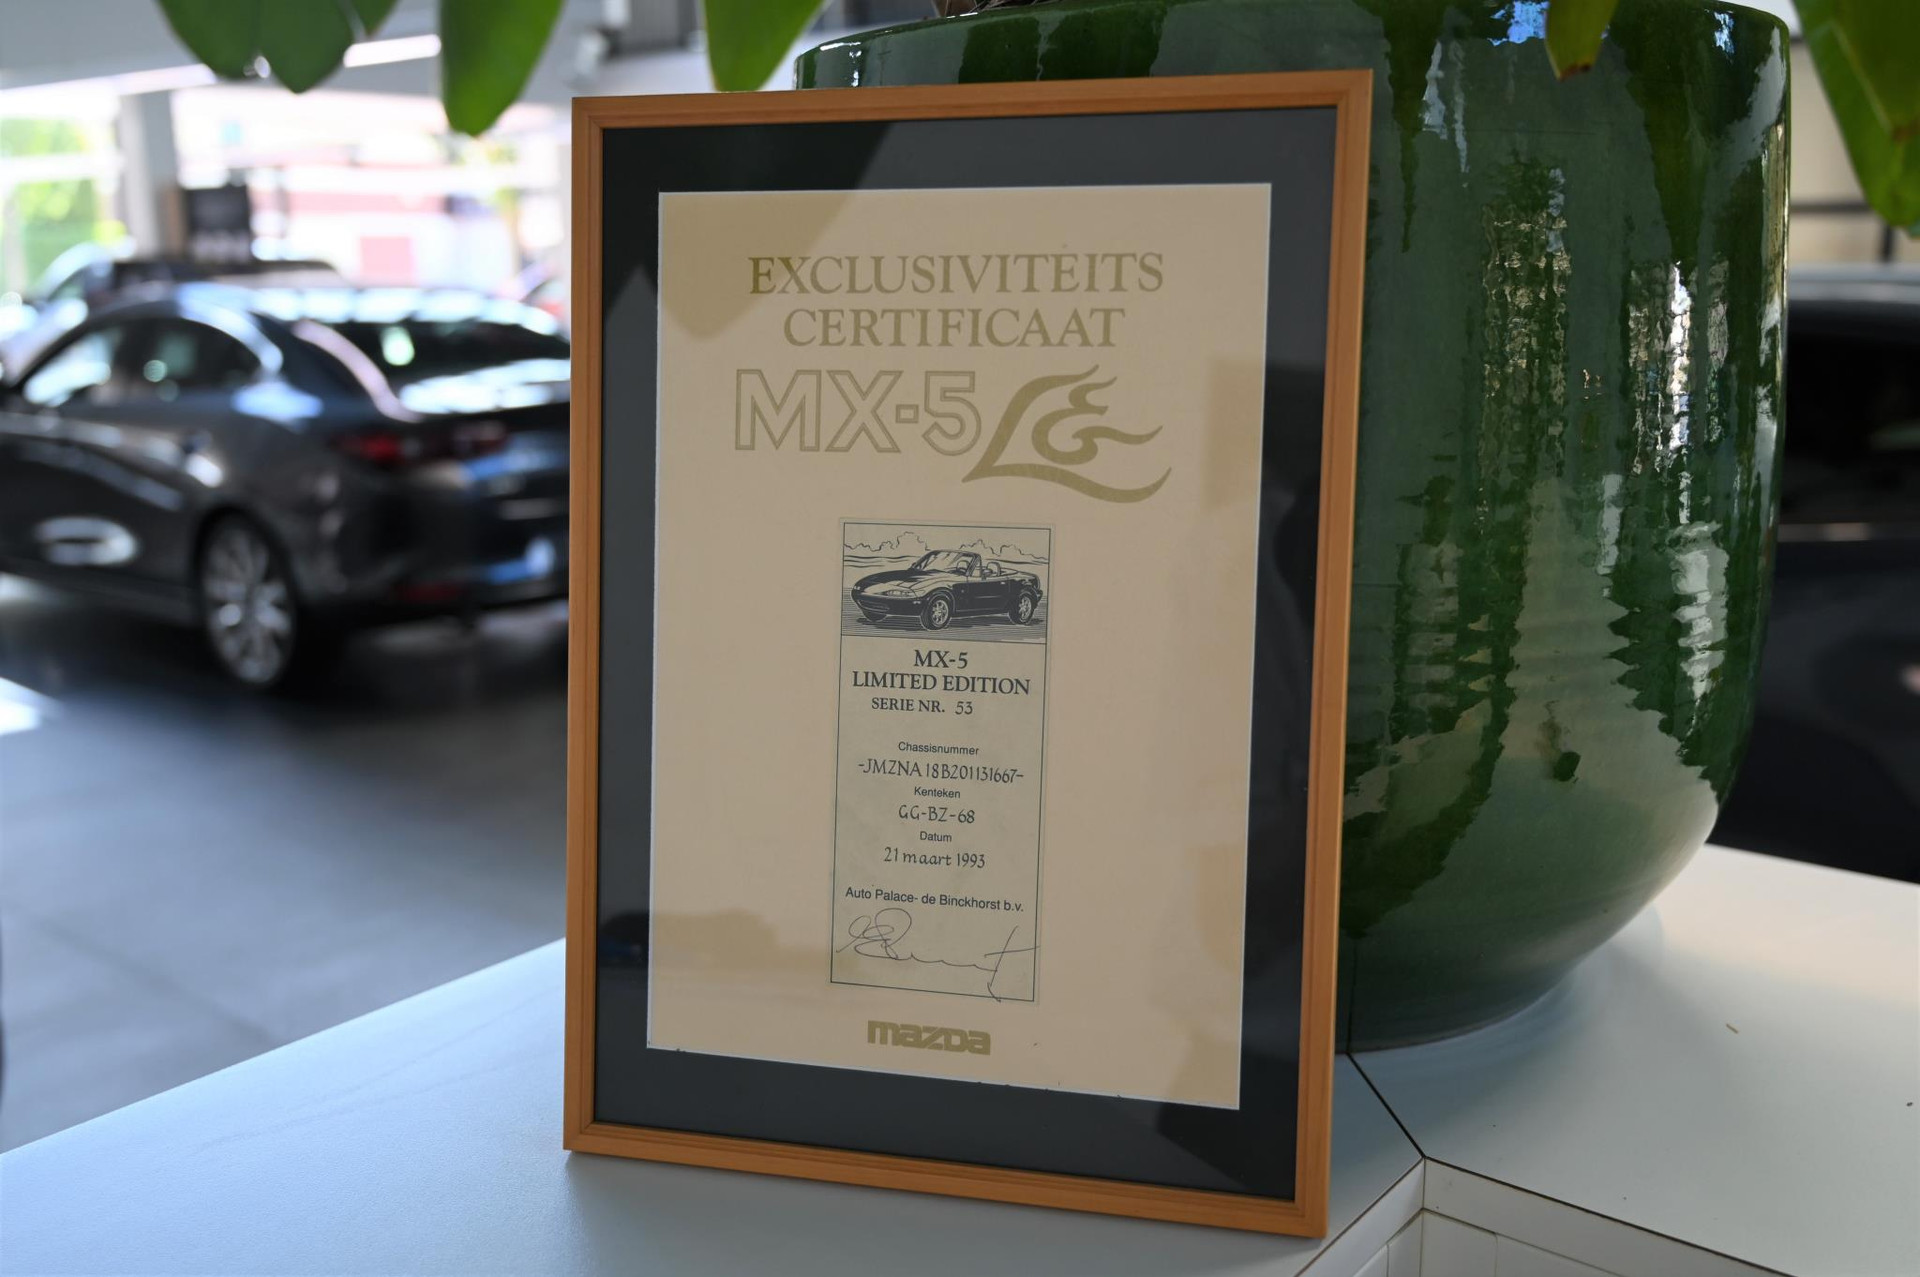 EXCLUSIVITEITS
CERTIFICAAT
MX-5 LE
MX-5
LIMITED EDITION
SERIE NR. 53
Chassisnummer
-JMZNA18B201131667-
Kenteken
GG-BZ-68
Datum
21 maart 1993
Auto Palace- de Binckhorst b.v.
mazda